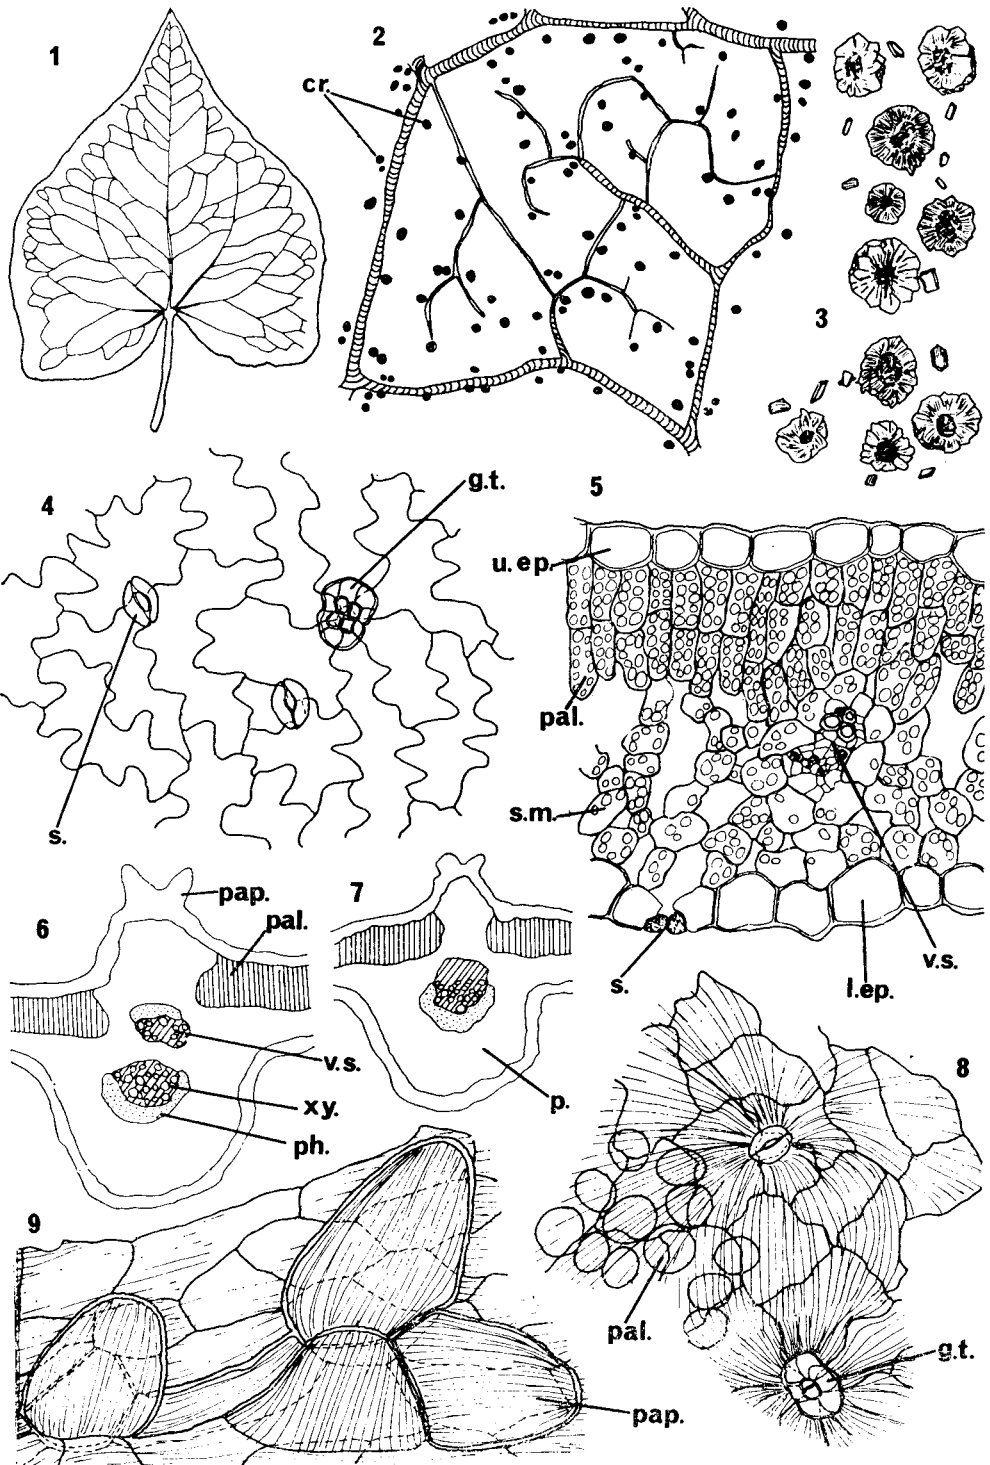 1
2
cr.
3
4
g.t.
s.
5
u.ep.
pal.
s.m.
s.
l.ep.
v.s.
6
pap.
pal.
v.s.
xy.
ph.
7
p.
8
pal.
g.t.
9
pap.